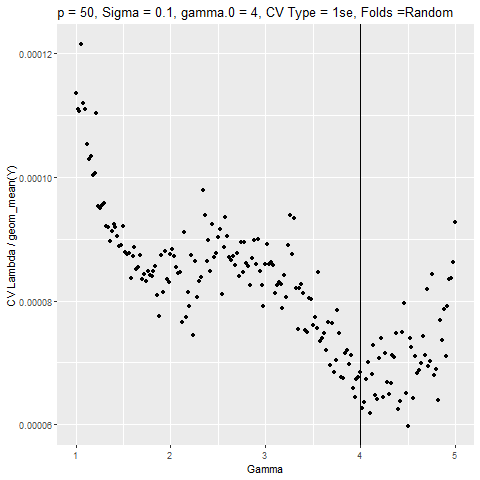 p = 50, Sigma = 0.1, gamma.0 = 4, CV Type = 1se, Folds =Random
CV Lambda / geom_mean(Y)
0.00012
0.00010
0.00008
0.00006
1 2 3 4 5
Gamma